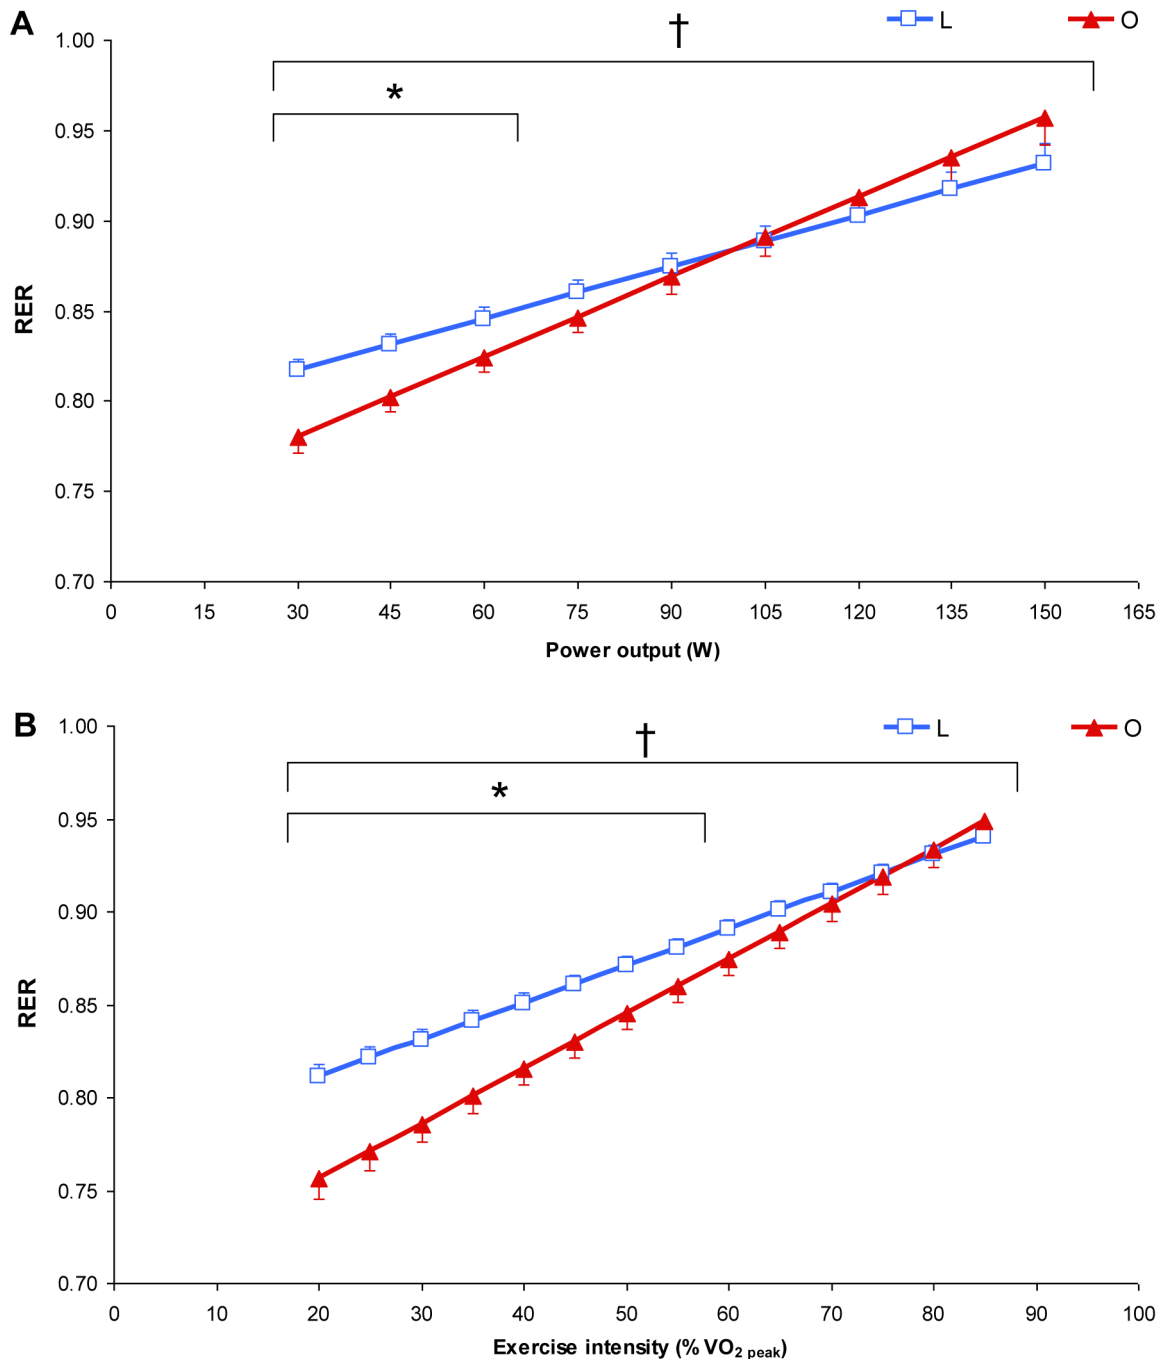 A
L
O
†
*
1.00
0.95
0.90
0.85
0.80
0.75
0.70
RER
0 15 30 45 60 75 90 105 120 135 150 165
Power output (W)
B
L
O
†
*
1.00
0.95
0.90
0.85
0.80
0.75
0.70
RER
0 10 20 30 40 50 60 70 80 90 100
Exercise intensity (% VO2 peak)